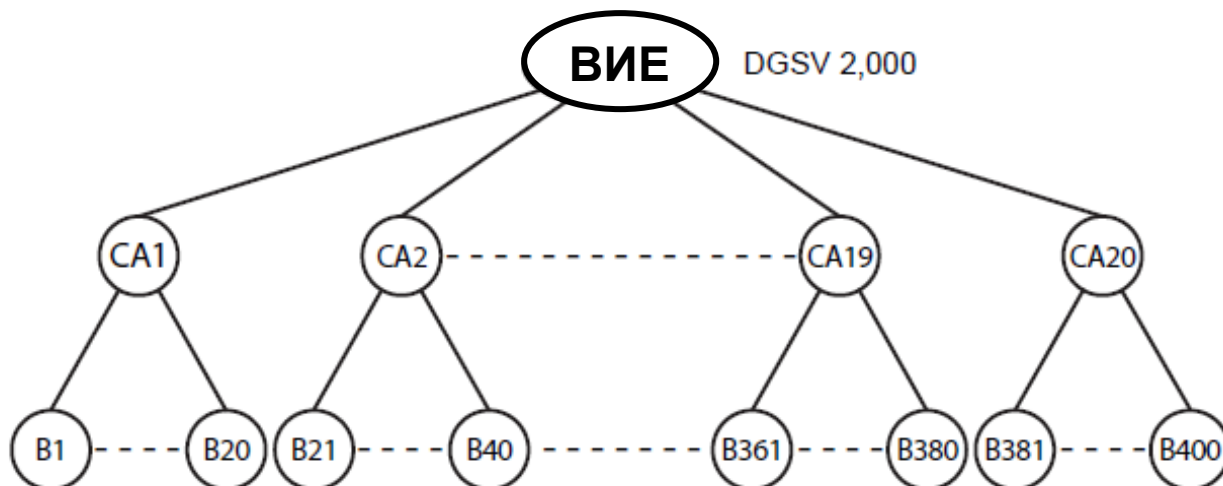 ВИЕ DGSV 2,000
CA1 CA2 CA19 CA20
B1 B20 B21 B40 B361 B380 B381 B400